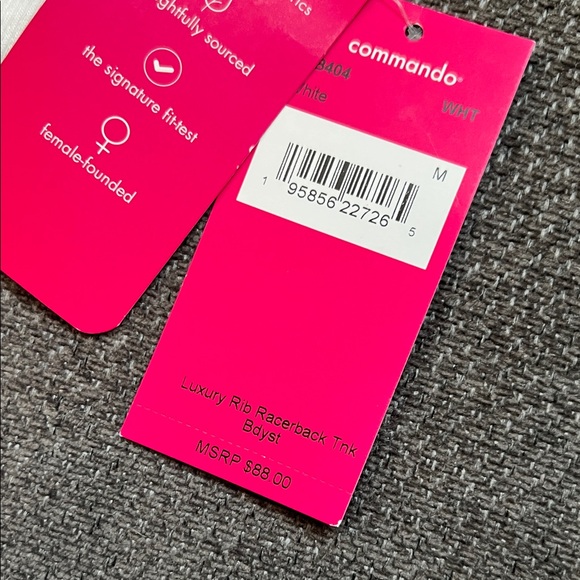 rics
ghtfully sourced
the signature fit-test
female-founded
commando
3404
hite
WHT
M
1 95856 22726 5
Luxury Rib Racerback Tnk
Bdyst
MSRP $88.00